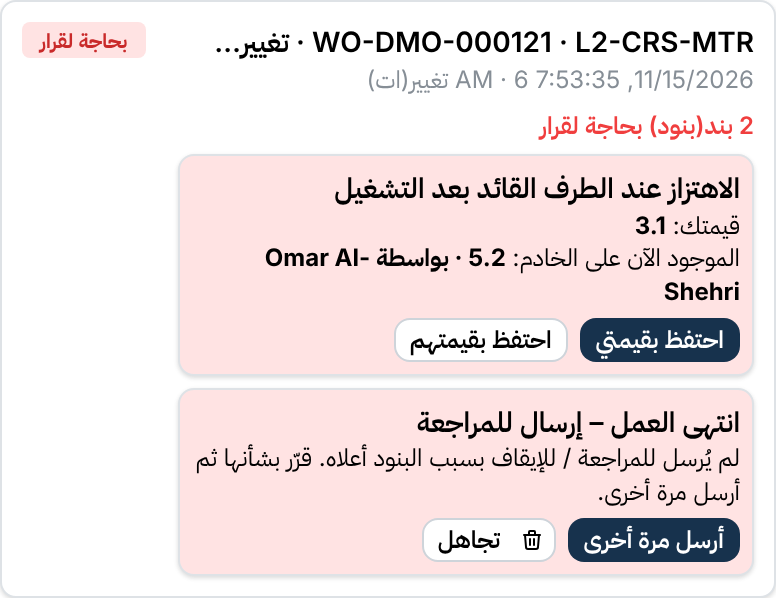 WO-DMO-000121 · L2-CRS-MTR · تغيير...
بحاجة لقرار
11/15/2026, 7:53:35 AM · 6 تغيير(ات)
2 بند(بنود) بحاجة لقرار
الاهتزاز عند الطرف القائد بعد التشغيل
قيمتك: 3.1
الموجود الآن على الخادم: 5.2 · بواسطة Omar Al-
Shehri
احتفظ بقيمتي
احتفظ بقيمتهم
انتهى العمل – إرسال للمراجعة
لم يُرسل للمراجعة / للإيقاف بسبب البنود أعلاه. قرّر بشأنها ثم
أرسل مرة أخرى.
أرسل مرة أخرى
تجاهل